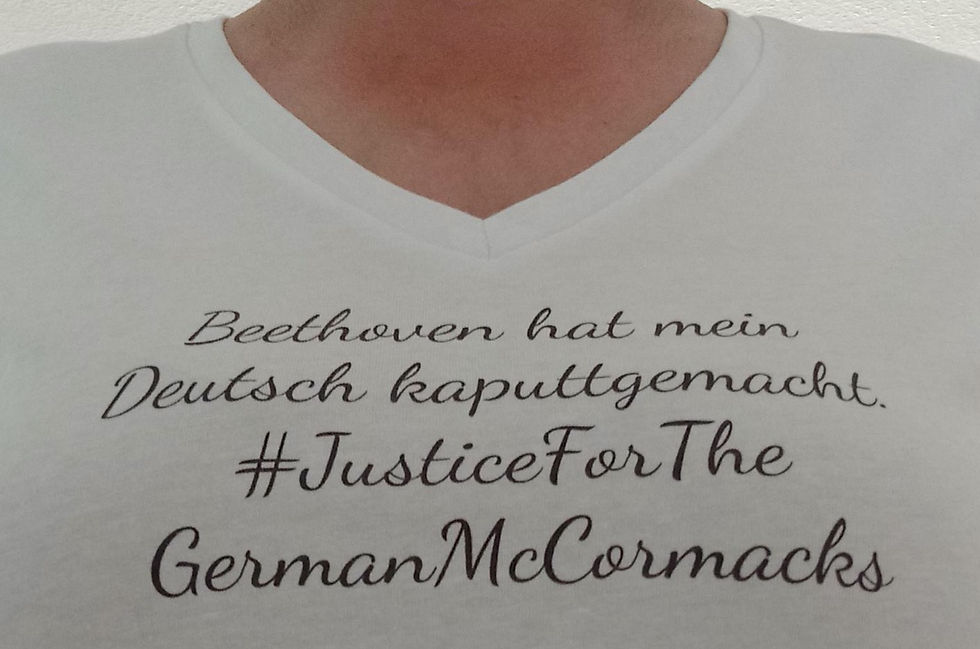 Beethoven hat mein
Deutsch kaputtgemacht.
#JusticeForThe
GermanMcCormacks